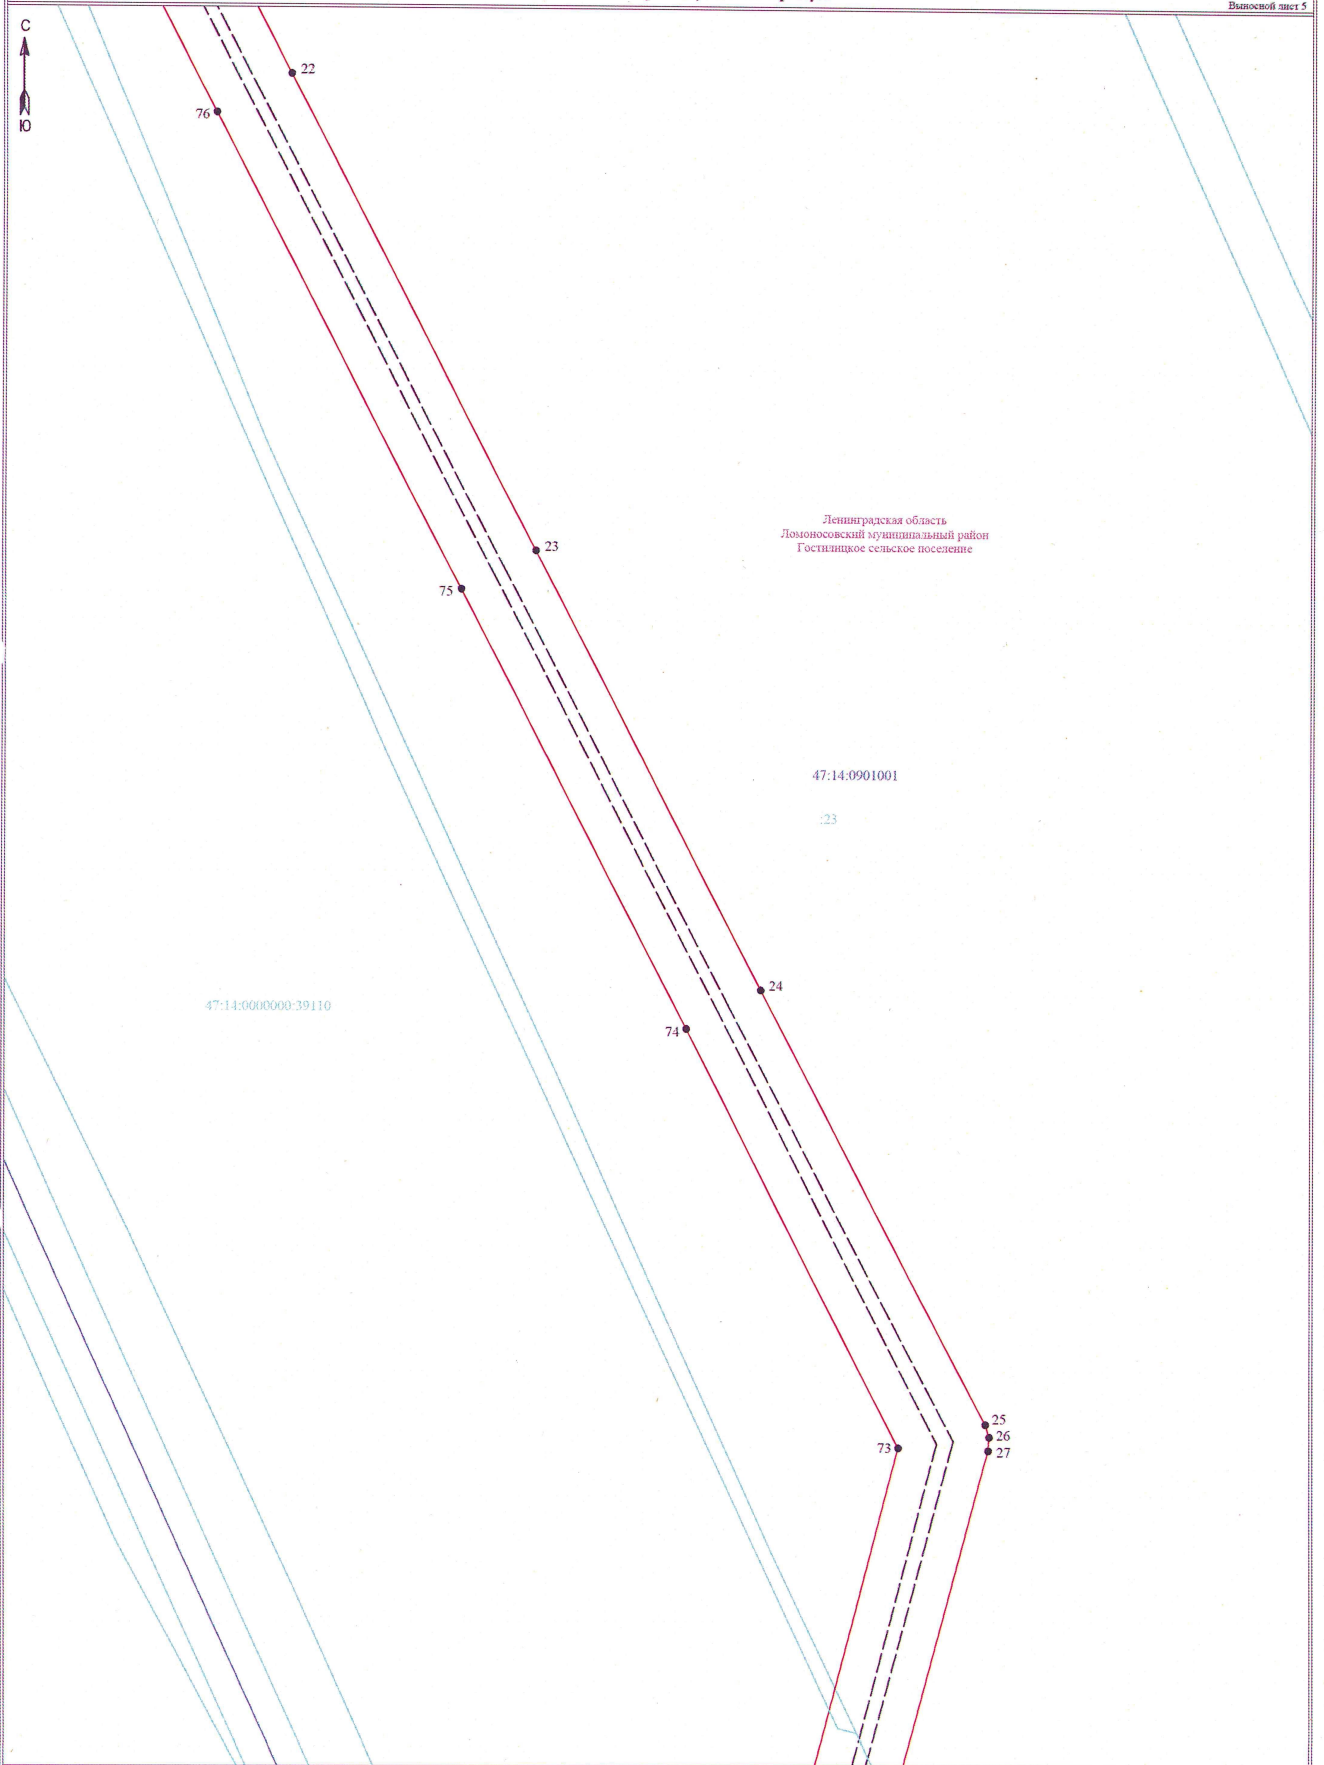 Выносной лист 5
С
Ю
22
76
23
75
Ленинградская область
Ломоносовский муниципальный район
Гостилицкое сельское поселение
47:14:0901001
:23
24
74
47:14:0000000:39110
25
26
27
73